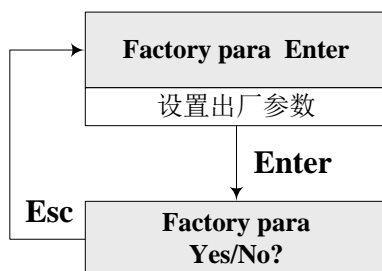 Factory para Enter
设置出厂参数
Enter
Esc
Factory para
Yes/No?